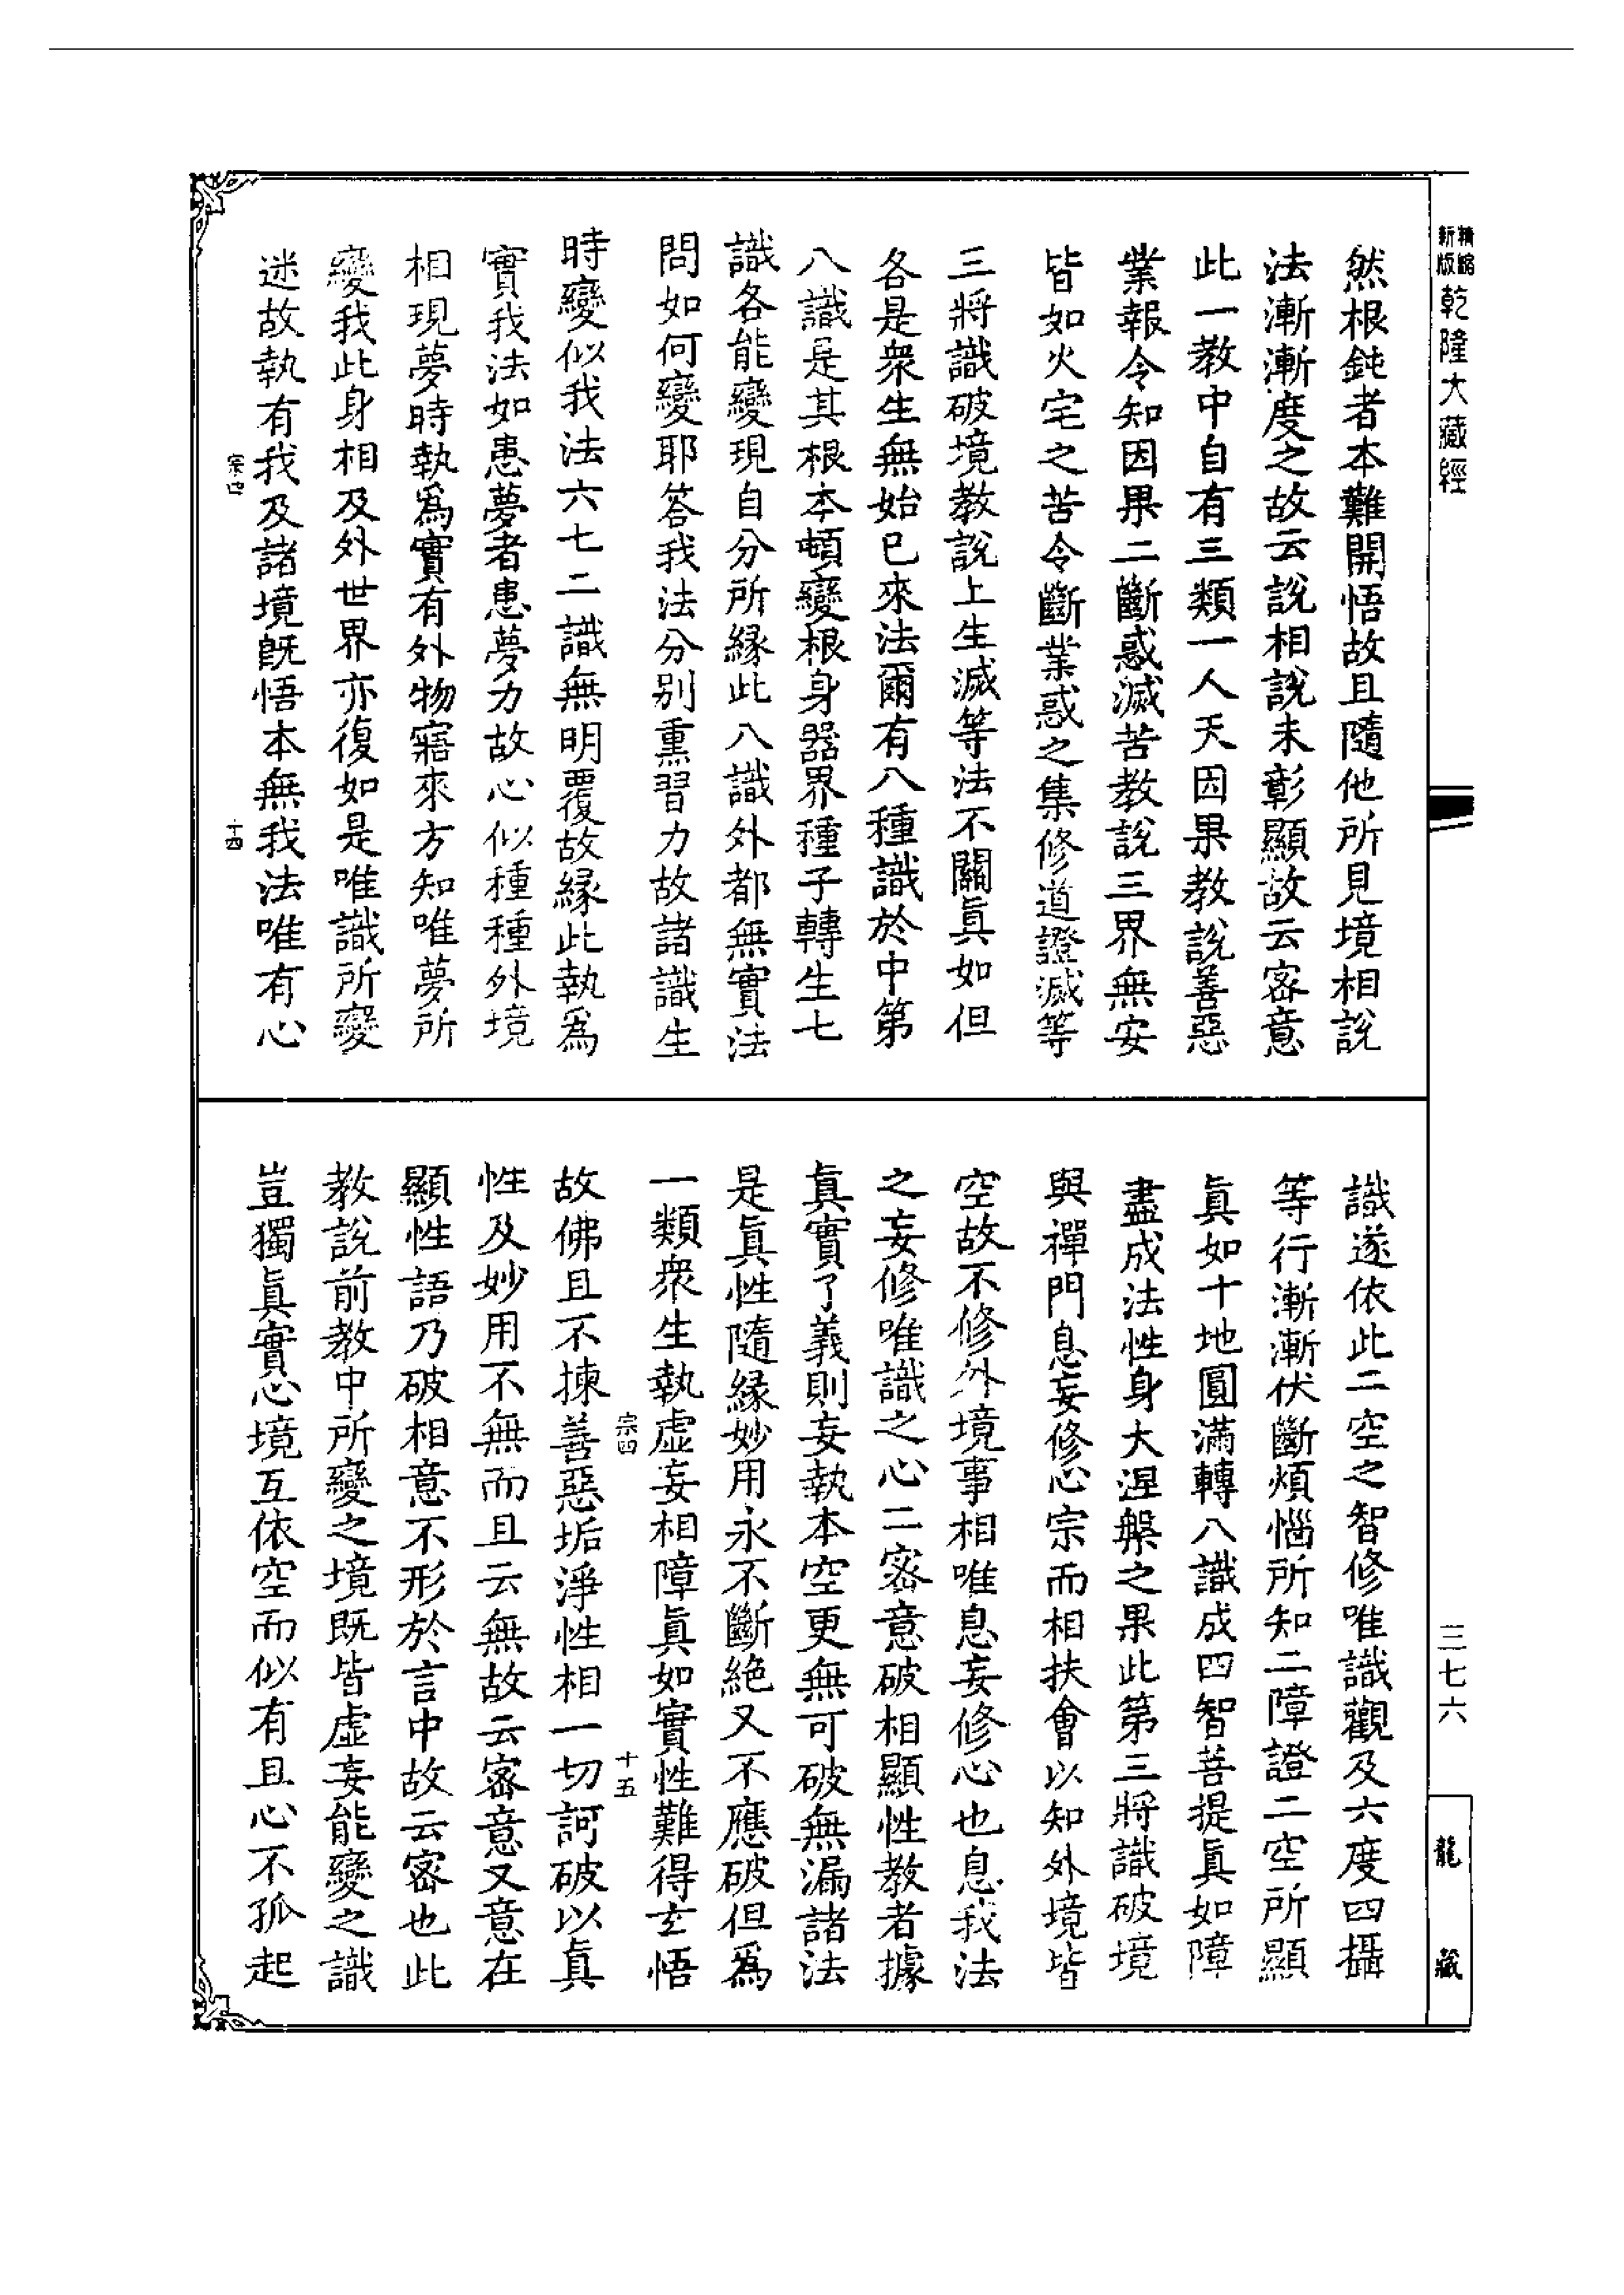 精縮
新版
乾隆大藏經
三七六
龍藏
然根鈍者本難開悟故且隨他所見境相說
法漸漸度之故云說相說未彰顯故云密意
此一教中自有三類一人天因果教說善惡
業報令知因果二斷惑滅苦教說三界無安
皆如火宅之苦令斷業惑之集修道證滅等
三將識破境教說上生滅等法不關真如但
各是衆生無始已來法爾有八種識於中第
八識是其根本頓變根身器界種子轉生七
識各能變現自分所緣此八識外都無實法
問如何變耶答我法分別熏習力故諸識生
時變似我法六七二識無明覆故緣此執爲
實我法如患夢者患夢力故心似種種外境
相現夢時執爲實有外物寤來方知唯夢所
變我此身相及外世界亦復如是唯識所變
迷故執有我及諸境旣悟本無我法唯有心
宗四
十四
識遂依此二空之智修唯識觀及六度四攝
等行漸漸伏斷煩惱所知二障證二空所顯
真如十地圓滿轉八識成四智菩提真如障
盡成法性身大涅槃之果此第三將識破境
與禪門息妄修心宗而相扶會以知外境皆
空故不修外境事相唯息妄修心也息我法
之妄修唯識之心二密意破相顯性教者據
真實了義則妄執本空更無可破無漏諸法
是真性隨緣妙用永不斷絶又不應破但爲
一類衆生執虛妄相障真如實性難得玄悟
宗四
十五
故佛且不揀善惡垢淨性相一切訶破以真
性及妙用不無而且云無故云密意又意在
顯性語乃破相意不形於言中故云密也此
教說前教中所變之境既皆虛妄能變之識
豈獨真實心境互依空而似有且心不孤起